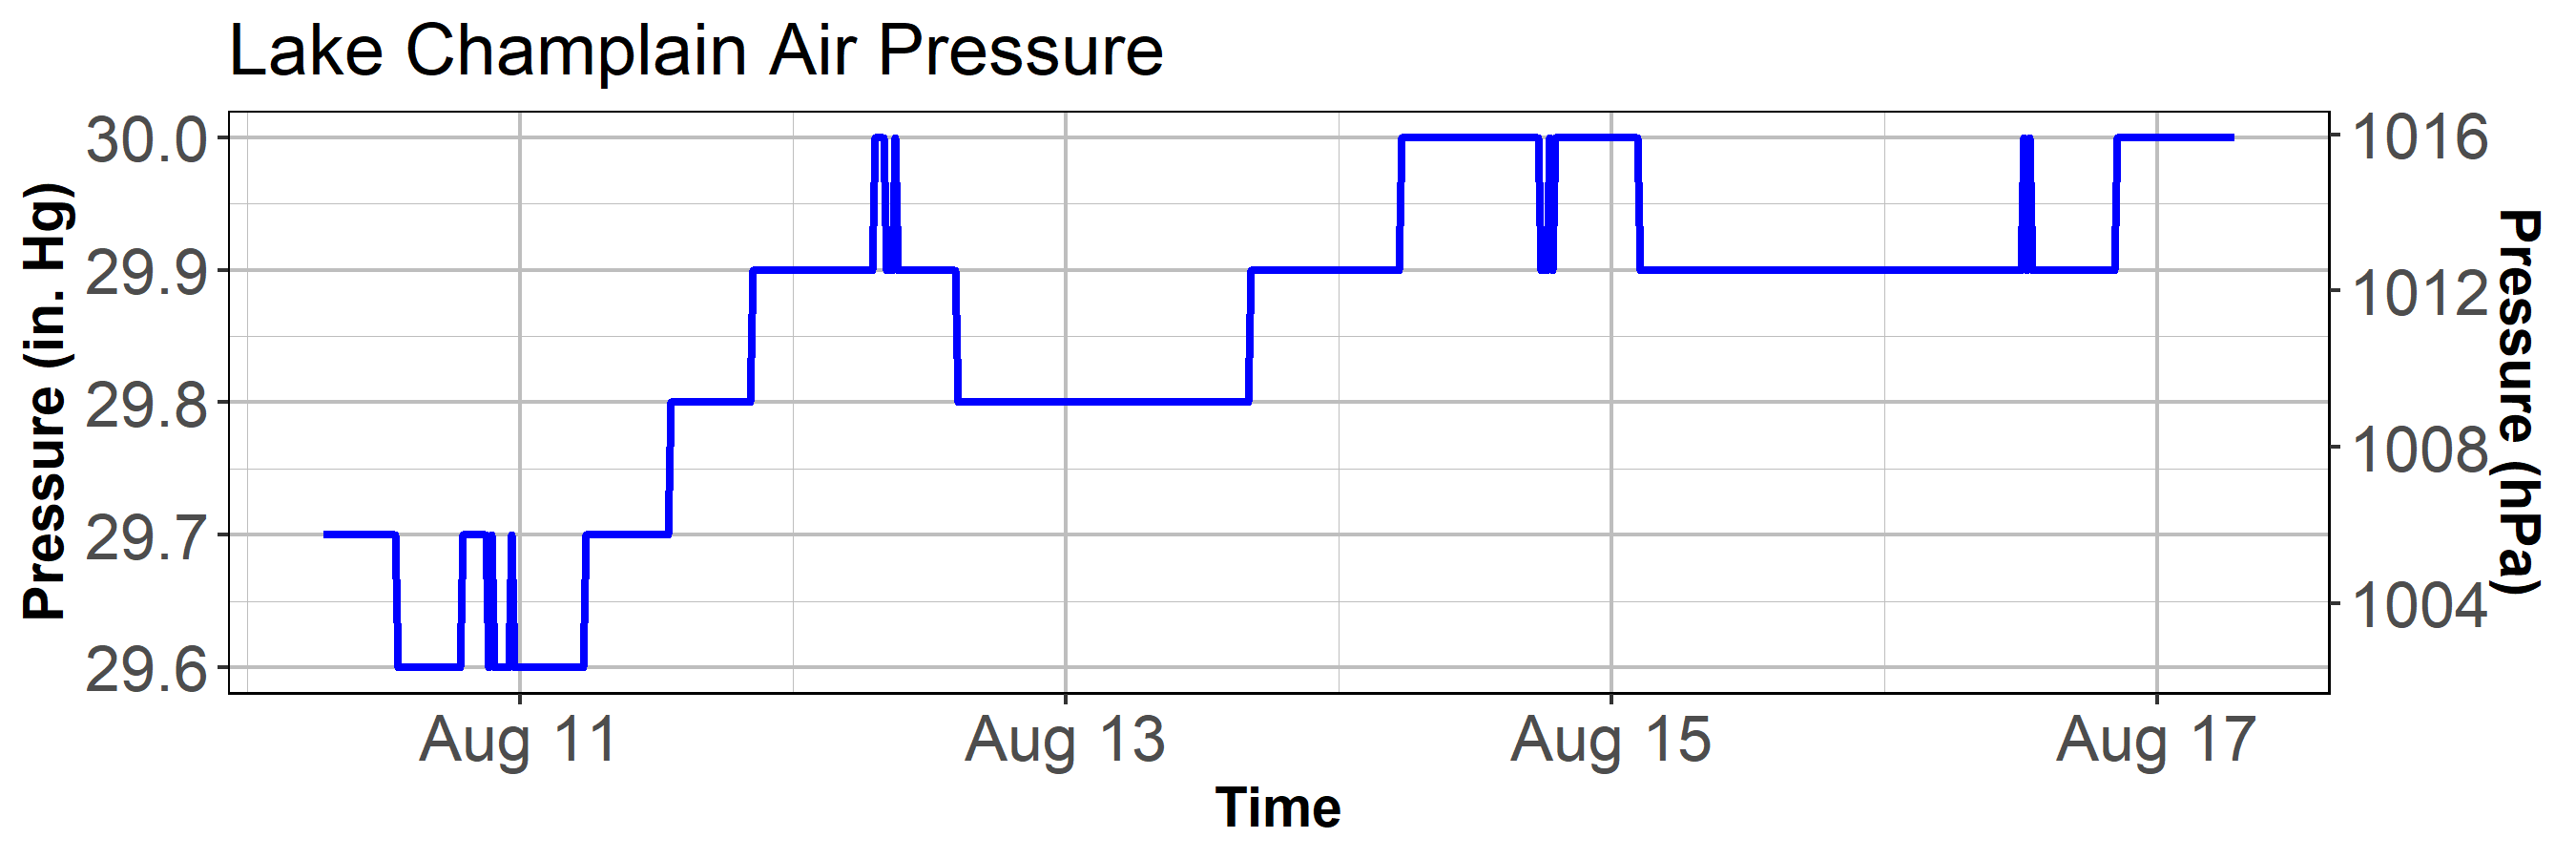 Lake Champlain Air Pressure
Pressure (in. Hg)
30.0
29.9
29.8
29.7
29.6
1016
1012
1008
1004
Pressure (hPa)
Aug 11 Aug 13 Aug 15 Aug 17
Time